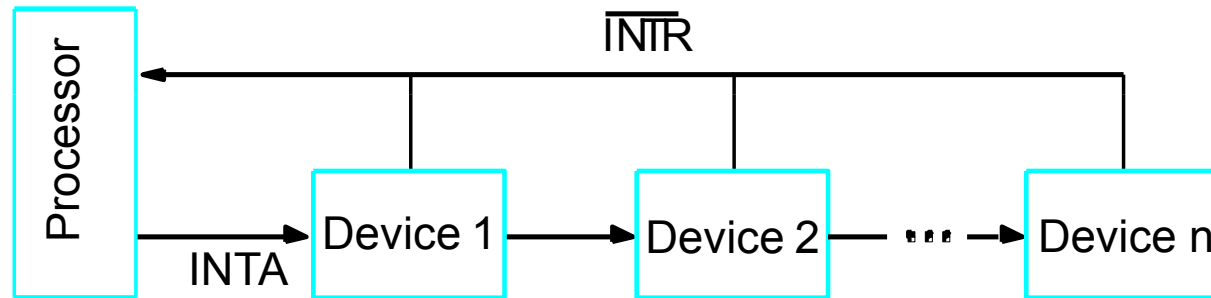 INTR
Processor
Device 1
Device 2
...
Device n
INTA